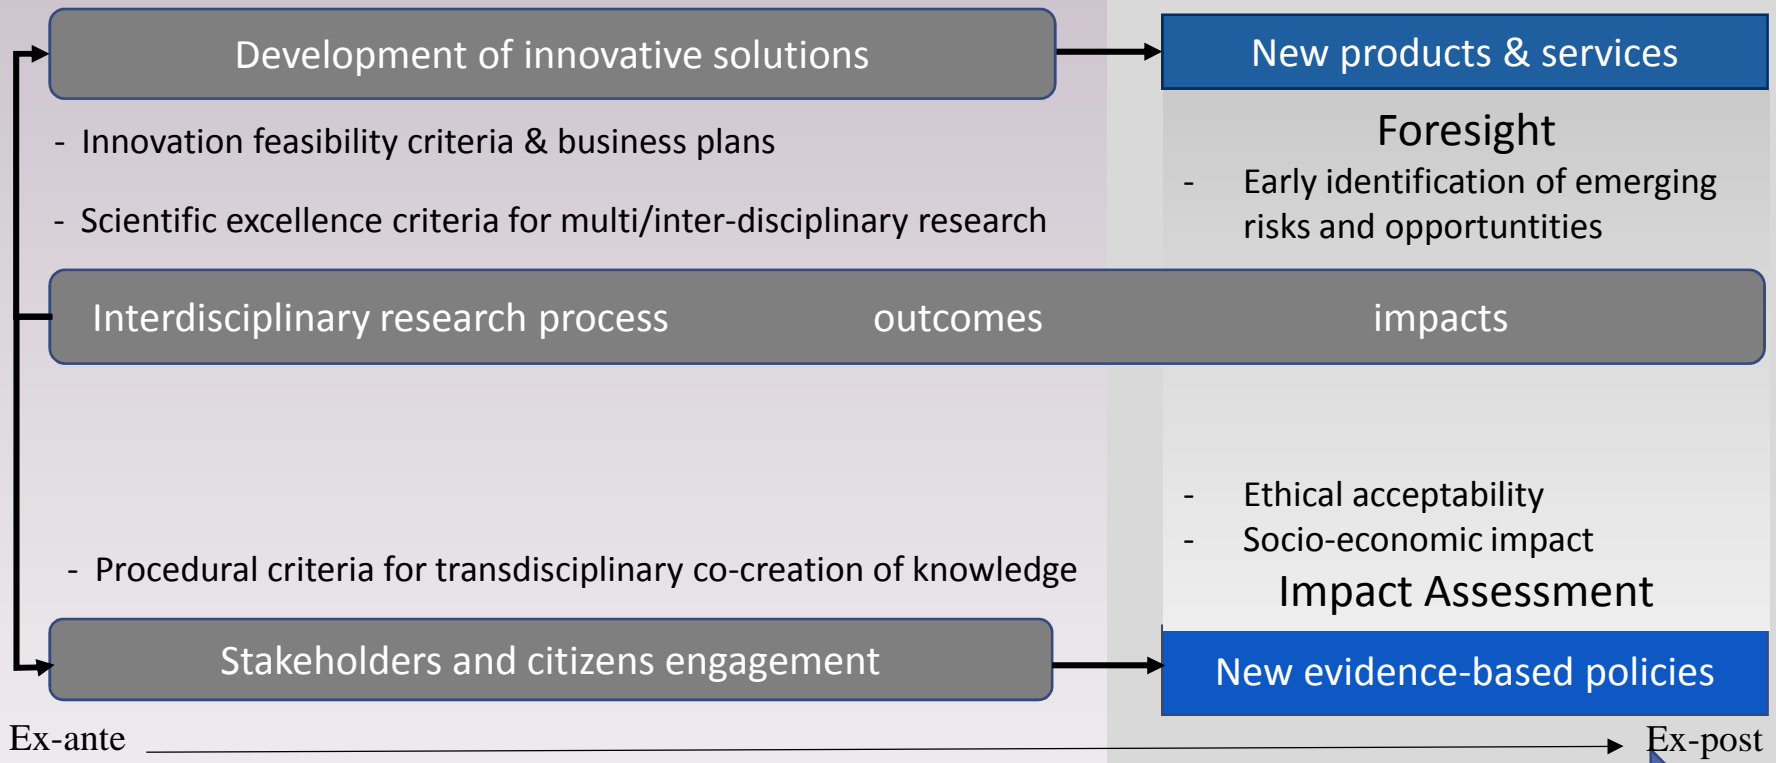 Development of innovative solutions
New products & services
- Innovation feasibility criteria & business plans
- Scientific excellence criteria for multi/inter-disciplinary research
Foresight
- Early identification of emerging
risks and opportuntities
Interdisciplinary research process outcomes impacts
- Ethical acceptability
- Socio-economic impact
- Procedural criteria for transdisciplinary co-creation of knowledge
Impact Assessment
Stakeholders and citizens engagement
New evidence-based policies
Ex-ante
Ex-post